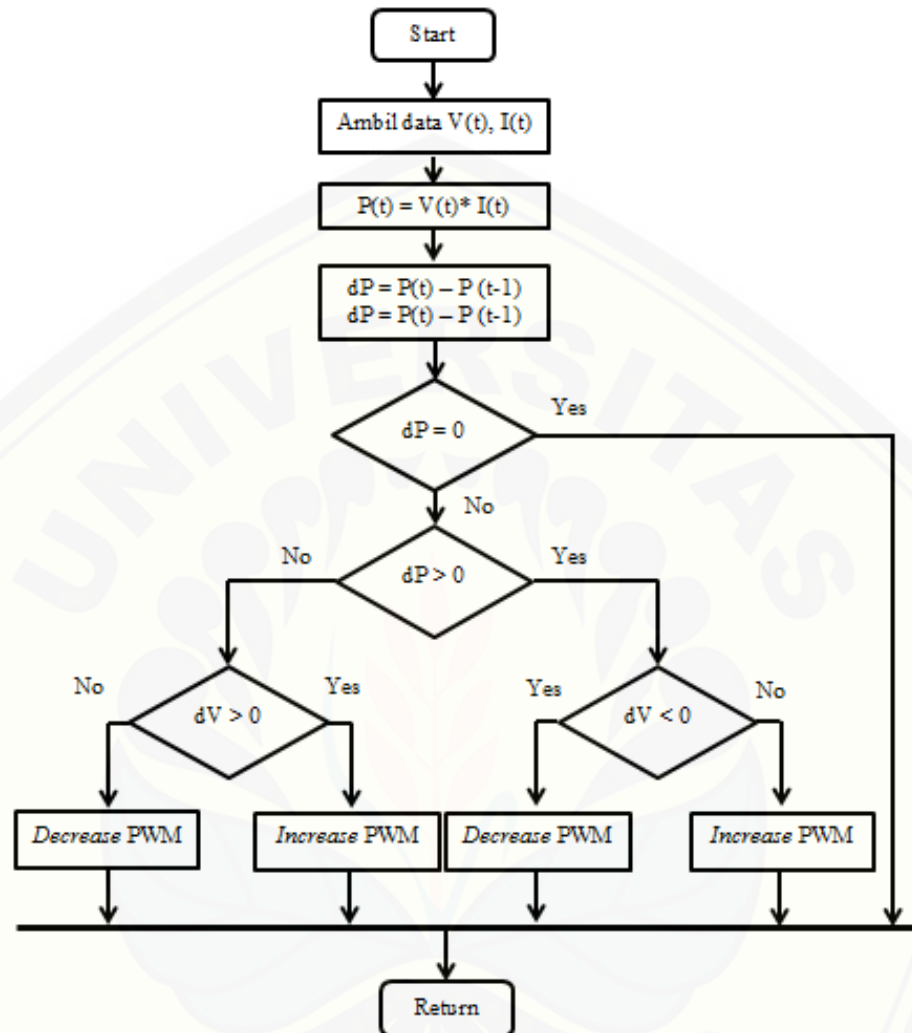 Start
Ambil data V(t), I(t)
P(t) = V(t)* I(t)
dP = P(t) – P (t-1)
dP = P(t) – P (t-1)
Yes
dP = 0
No
No
Yes
dP > 0
No
Yes
Yes
No
dV > 0
dV < 0
Decrease PWM
Increase PWM
Decrease PWM
Increase PWM
Return
UNIVERSITAS